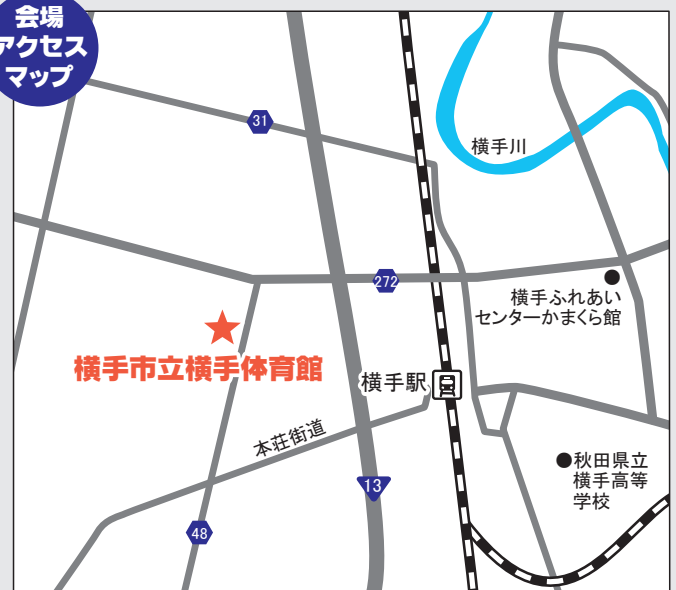 会場
アクセス
マップ
31
横手川
272
横手ふれあい
センターかまくら館
横手市立横手体育館
横手駅
本荘街道
13
秋田県立
横手高等
学校
48